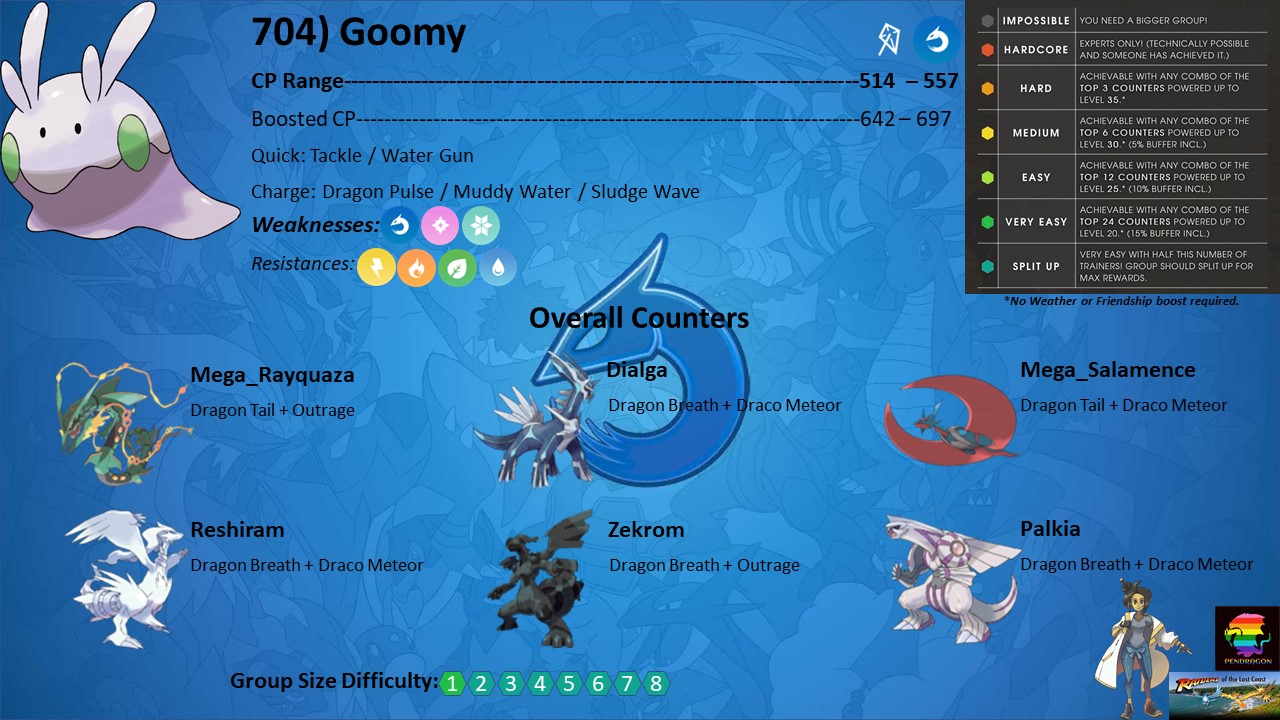 704) Goomy
CP Range----------514 – 557
Boosted CP----------642 – 697
Quick: Tackle / Water Gun
Charge: Dragon Pulse / Muddy Water / Sludge Wave
Weaknesses:
Resistances:
IMPOSSIBLE YOU NEED A BIGGER GROUP!
HARDCORE EXPERTS ONLY! (TECHNICALLY POSSIBLE
AND SOMEONE HAS ACHIEVED IT.)
HARD ACHIEVABLE WITH ANY COMBO OF THE
TOP 3 COUNTERS POWERED UP TO
LEVEL 35.*
MEDIUM ACHIEVABLE WITH ANY COMBO OF THE
TOP 6 COUNTERS POWERED UP TO
LEVEL 30.* (5% BUFFER INCL.)
EASY ACHIEVABLE WITH ANY COMBO OF THE
TOP 12 COUNTERS POWERED UP TO
LEVEL 25.* (10% BUFFER INCL.)
VERY EASY ACHIEVABLE WITH ANY COMBO OF THE
TOP 24 COUNTERS POWERED UP TO
LEVEL 20.* (15% BUFFER INCL.)
SPLIT UP VERY EASY WITH HALF THIS NUMBER OF
TRAINERS! GROUP SHOULD SPLIT UP FOR
MAX REWARDS.
*No Weather or Friendship boost required.
Overall Counters
Mega_Rayquaza
Dragon Tail + Outrage
Dialga
Dragon Breath + Draco Meteor
Mega_Salamence
Dragon Tail + Draco Meteor
Reshiram
Dragon Breath + Draco Meteor
Zekrom
Dragon Breath + Outrage
Palkia
Dragon Breath + Draco Meteor
Group Size Difficulty: 1 2 3 4 5 6 7 8
PENDRAGON
RAIDERS of the Lost Coast